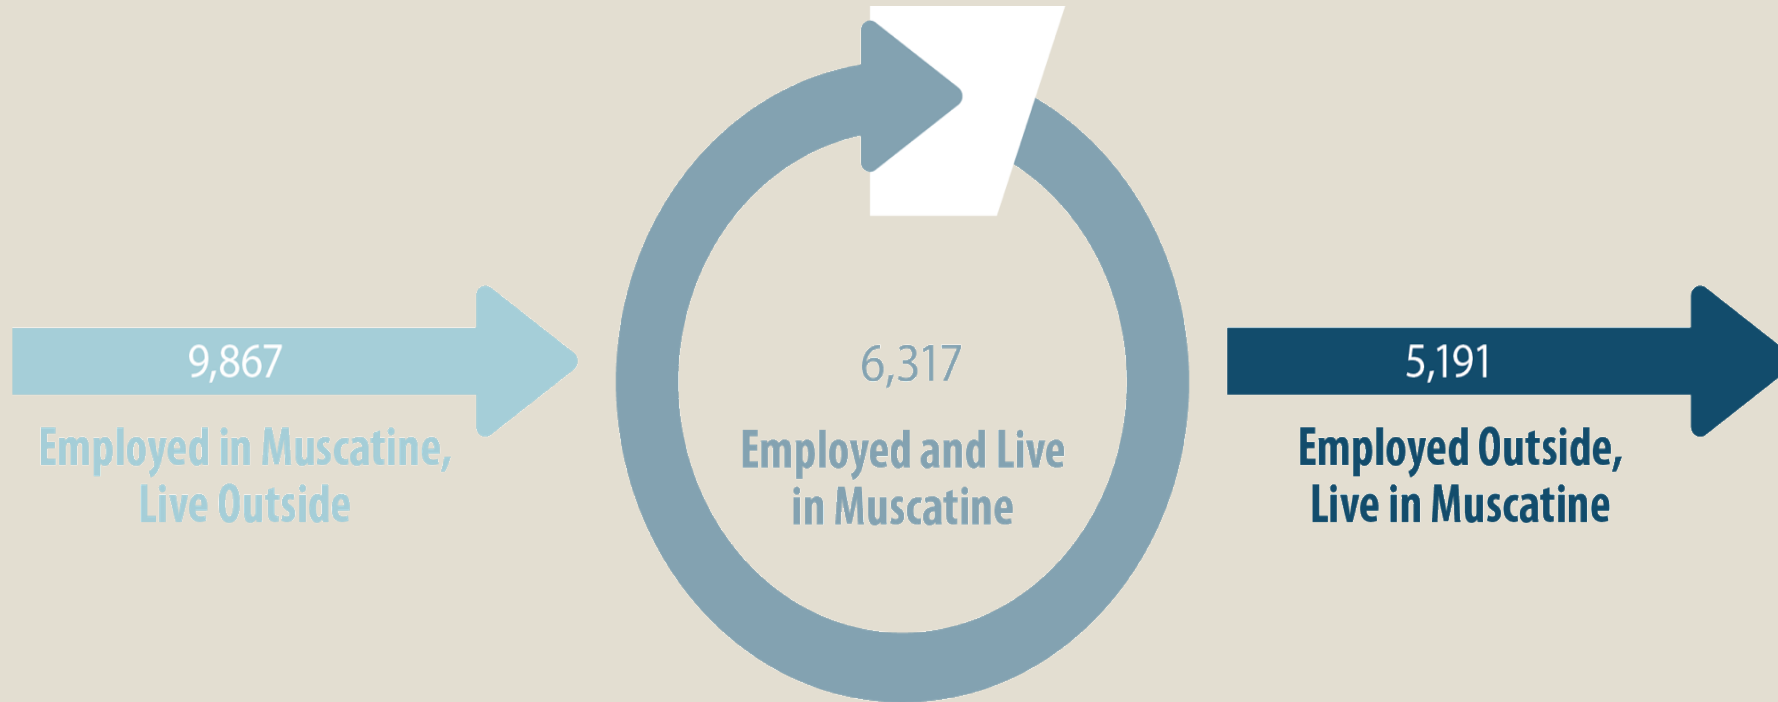 9,867
Employed in Muscatine,
Live Outside
6,317
Employed and Live
in Muscatine
5,191
Employed Outside,
Live in Muscatine